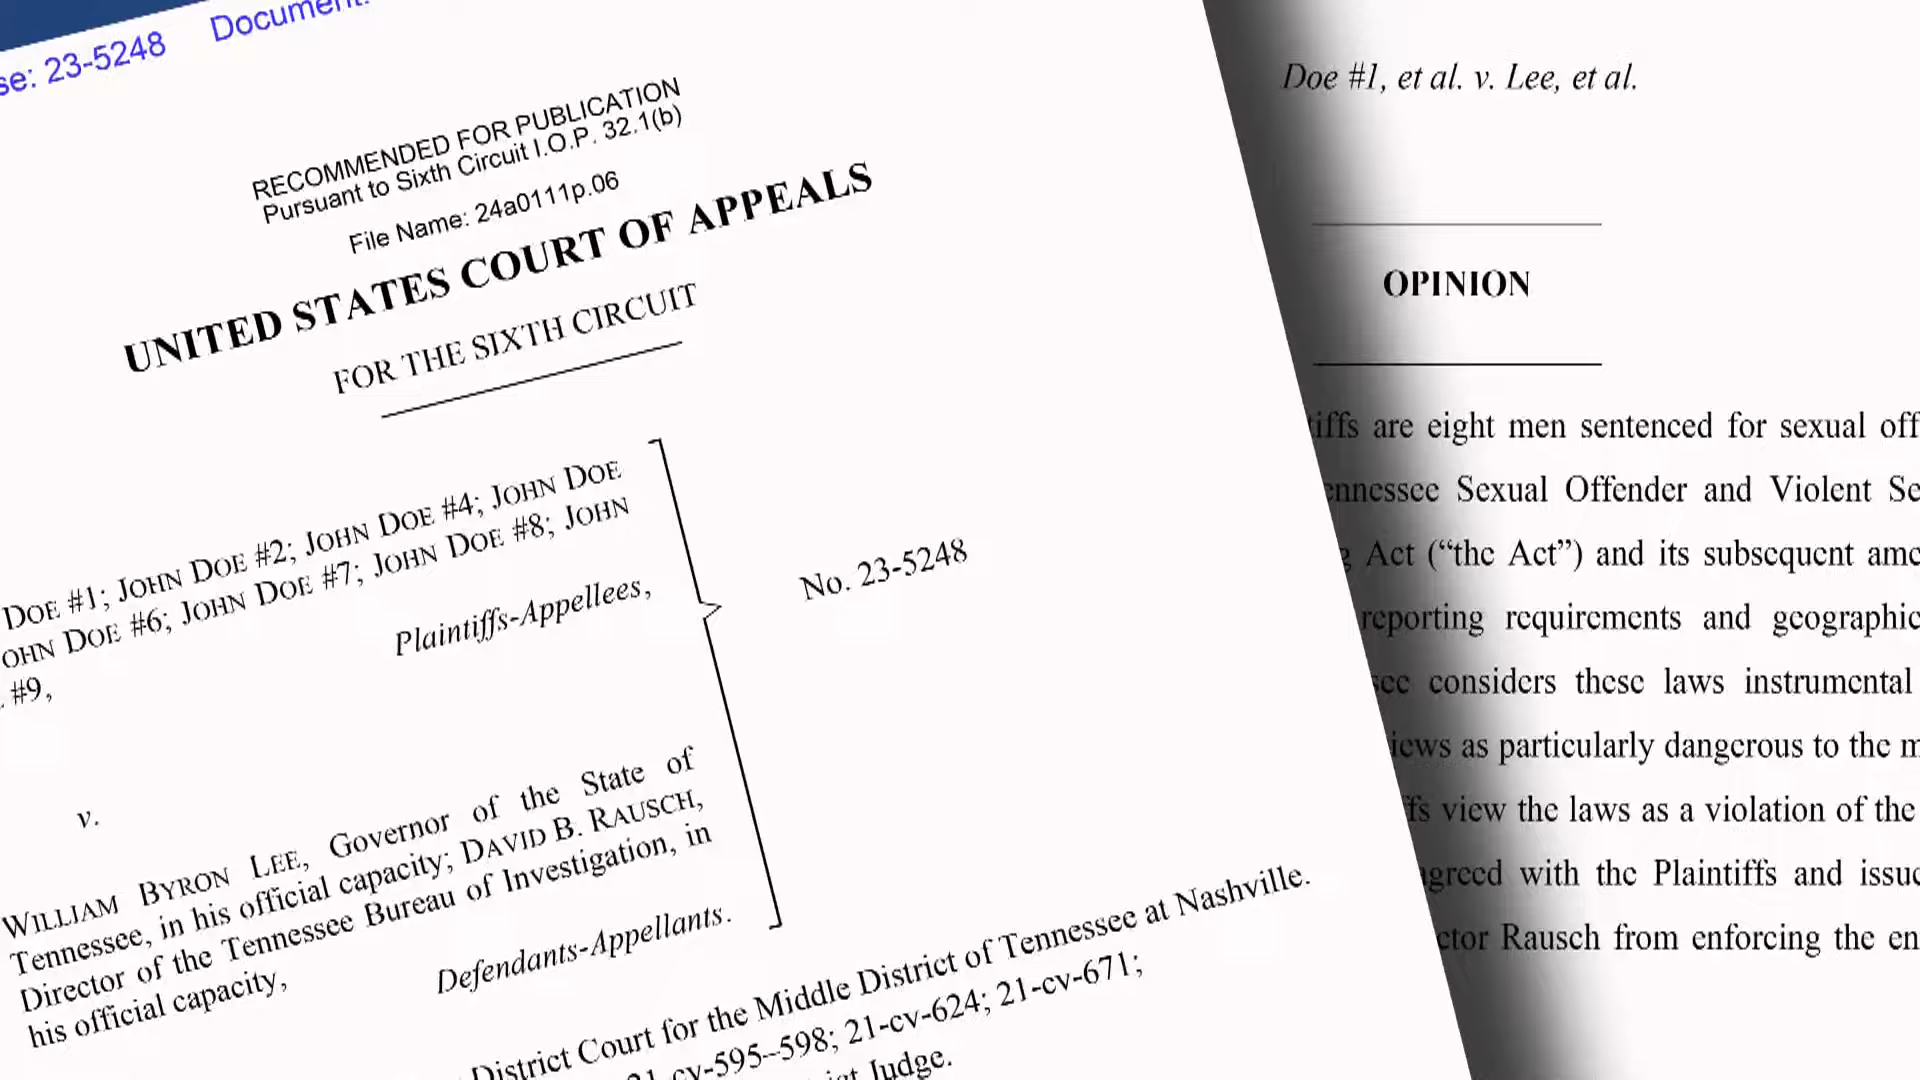 se: 23-5248 Document:
RECOMMENDED FOR PUBLICATION
Pursuant to Sixth Circuit I.O.P. 32.1(b)
File Name: 24a0111p.06
UNITED STATES COURT OF APPEALS
FOR THE SIXTH CIRCUIT
DOE #1; JOHN DOE #2; JOHN DOE #4; JOHN DOE
OHN DOE #6; JOHN DOE #7; JOHN DOE #8; JOHN
#9,
Plaintiffs-Appellees,
v.
WILLIAM BYRON LEE, Governor of the State of
Tennessee, in his official capacity; DAVID B. RAUSCH,
Director of the Tennessee Bureau of Investigation, in
his official capacity,
Defendants-Appellants.
No. 23-5248
District Court for the Middle District of Tennessee at Nashville.
cv-595--598; 21-cv-624; 21-cv-671;
Judge.
Doe #1, et al. v. Lee, et al.
OPINION
tiffs are eight men sentenced for sexual off
ennessee Sexual Offender and Violent Se
Act (“the Act”) and its subsequent ame
reporting requirements and geographic
see considers these laws instrumental
iews as particularly dangerous to the m
fs view the laws as a violation of the
greed with the Plaintiffs and issu
ctor Rausch from enforcing the en